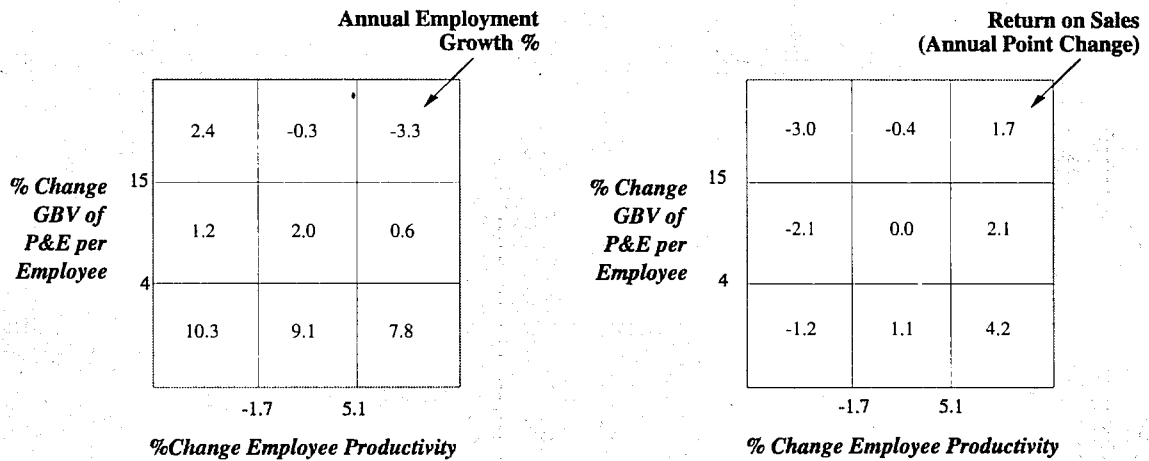 Annual Employment
Growth %
2.4 -0.3 -3.3
% Change
GBV of
P&E per
Employee
15
1.2 2.0 0.6
4
10.3 9.1 7.8
-1.7 5.1
%Change Employee Productivity
Return on Sales
(Annual Point Change)
-3.0 -0.4 1.7
% Change
GBV of
P&E per
Employee
15
-2.1 0.0 2.1
4
-1.2 1.1 4.2
-1.7 5.1
% Change Employee Productivity